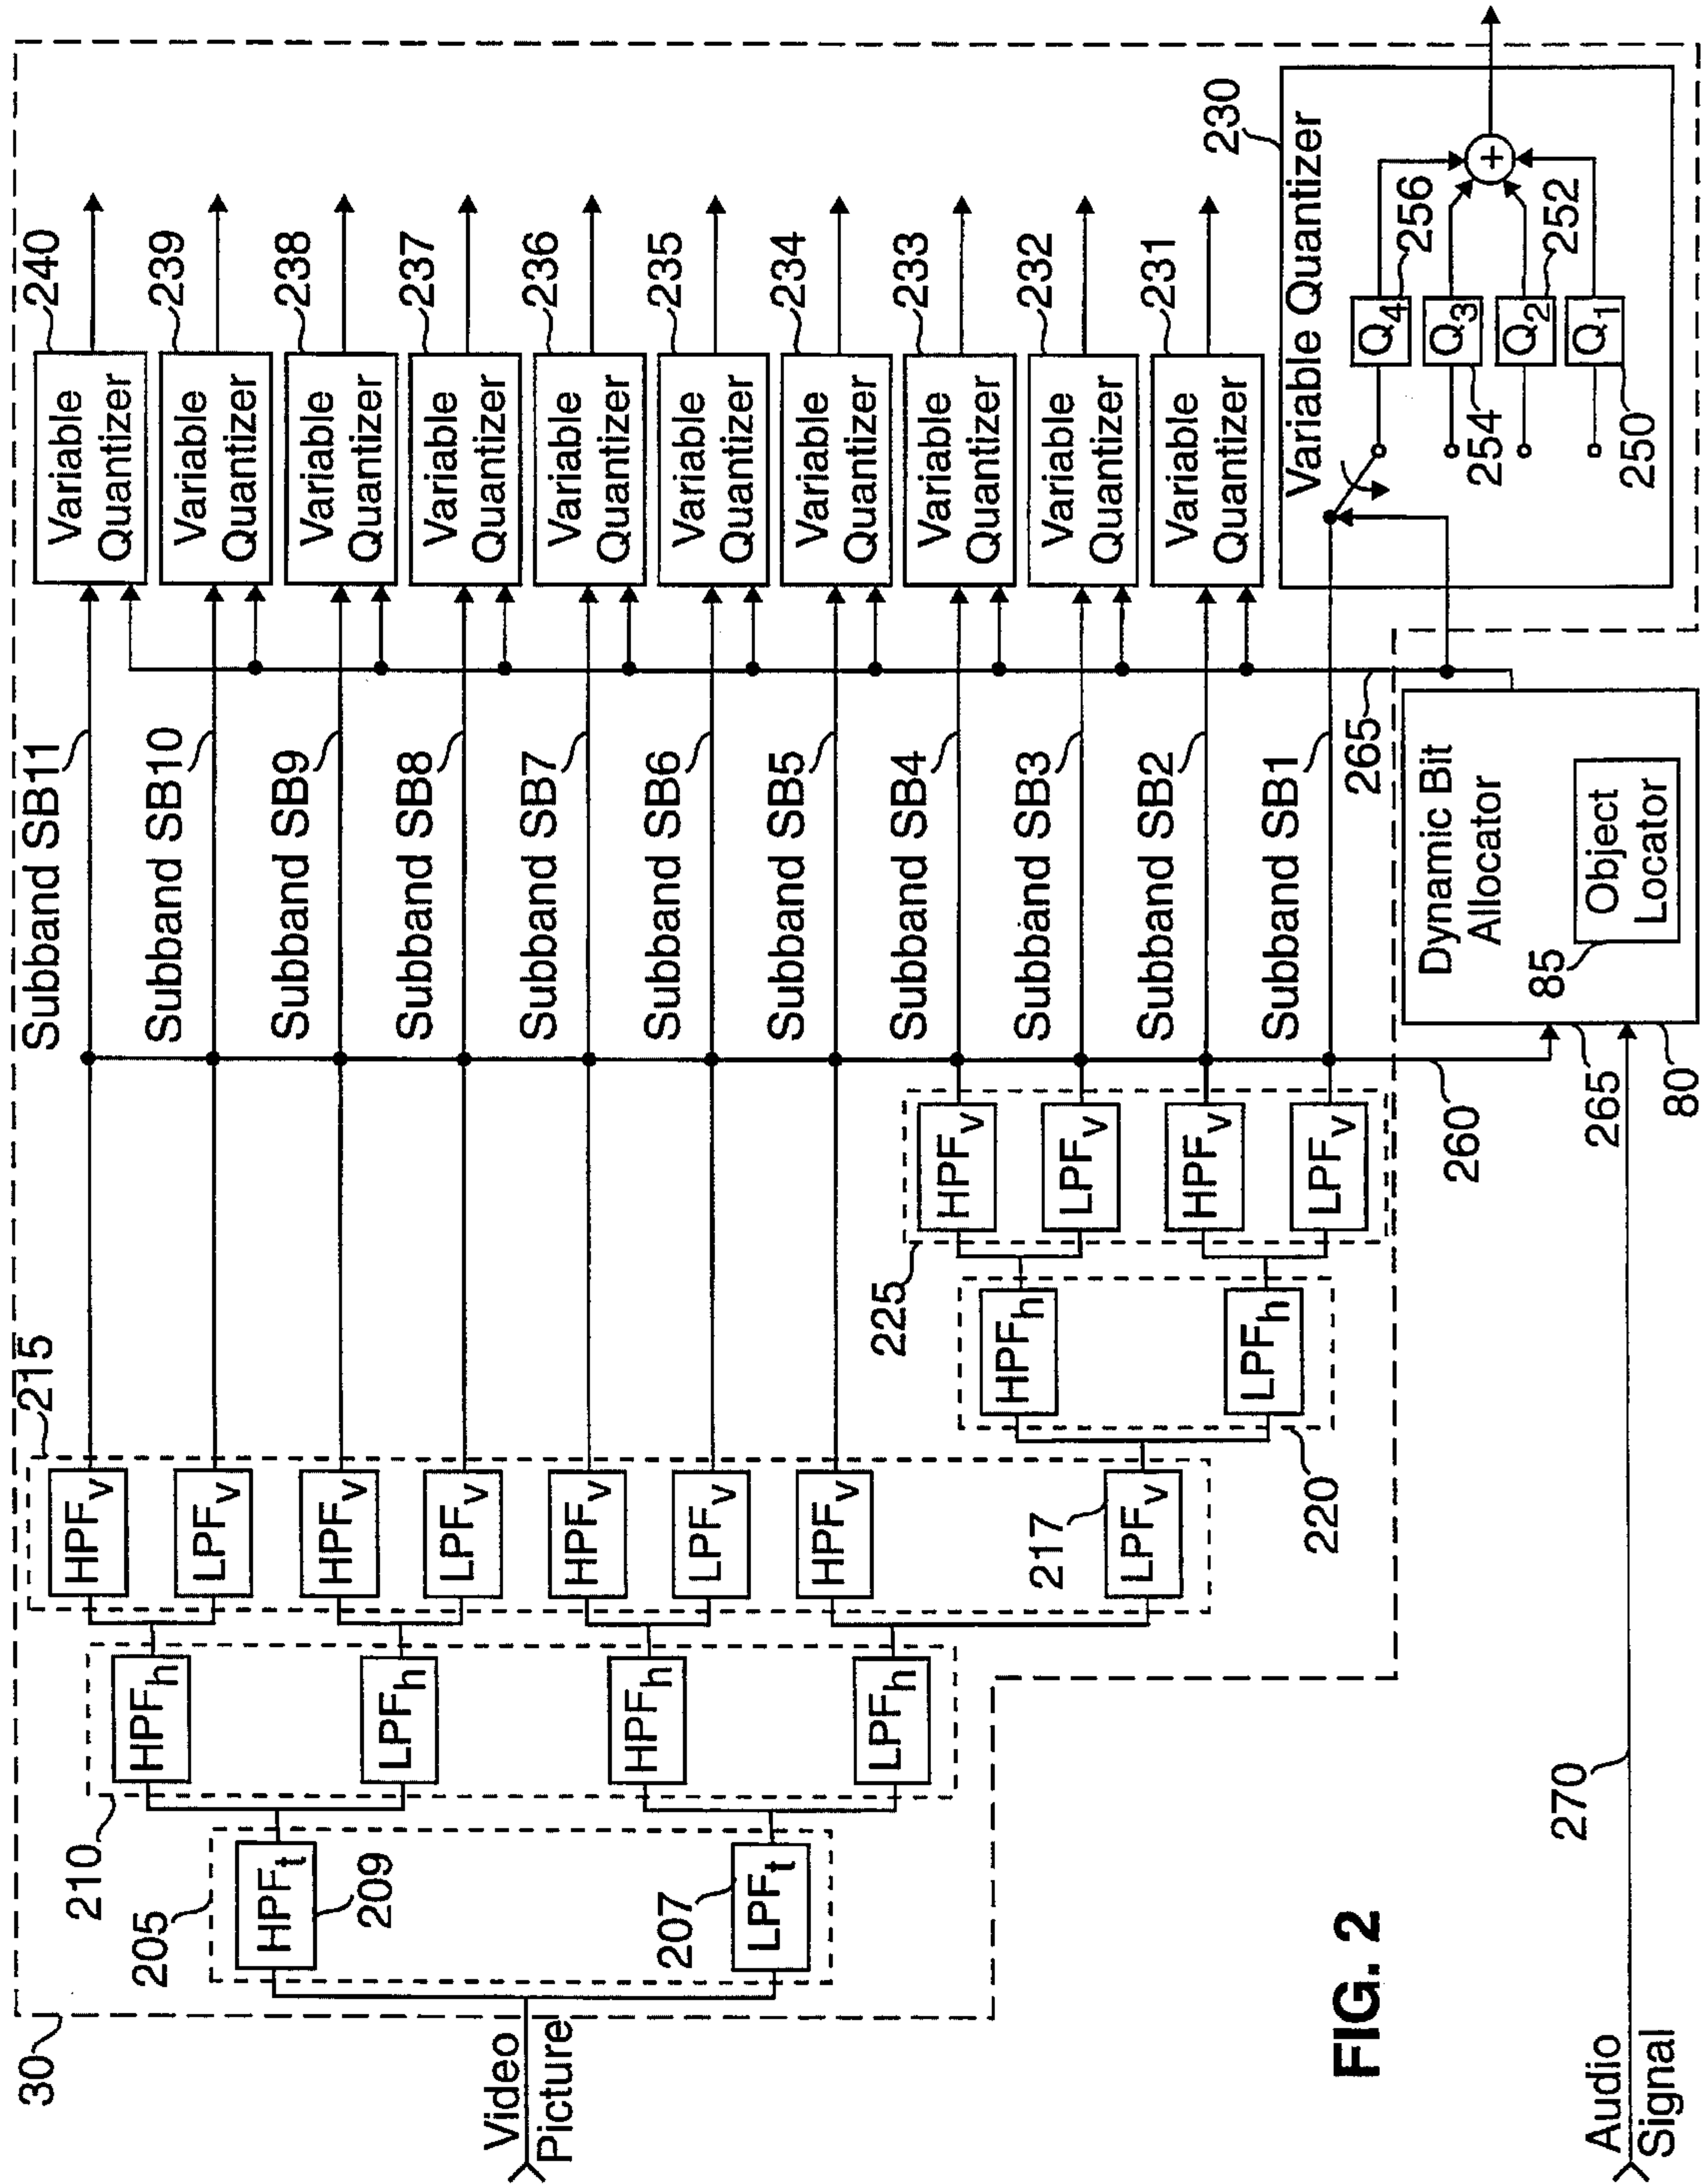 30
Video
Picture
205
HPFt
209
207
LPFt
210
HPFh
LPFh
HPFh
LPFh
215
HPFv
LPFv
HPFv
LPFv
HPFv
LPFv
HPFv
217
LPFv
220
HPFh
LPFh
225
HPFv
LPFv
HPFv
LPFv
Subband SB11
Subband SB10
Subband SB9
Subband SB8
Subband SB7
Subband SB6
Subband SB5
Subband SB4
Subband SB3
Subband SB2
Subband SB1
260
265
Variable
Quantizer
240
Variable
Quantizer
239
Variable
Quantizer
238
Variable
Quantizer
237
Variable
Quantizer
236
Variable
Quantizer
235
Variable
Quantizer
234
Variable
Quantizer
233
Variable
Quantizer
232
Variable
Quantizer
231
Variable Quantizer
230
Q4
256
Q3
254
Q2
252
Q1
250
+
Dynamic Bit
Allocator
85
Object
Locator
265
80
Audio
Signal
270
FIG. 2